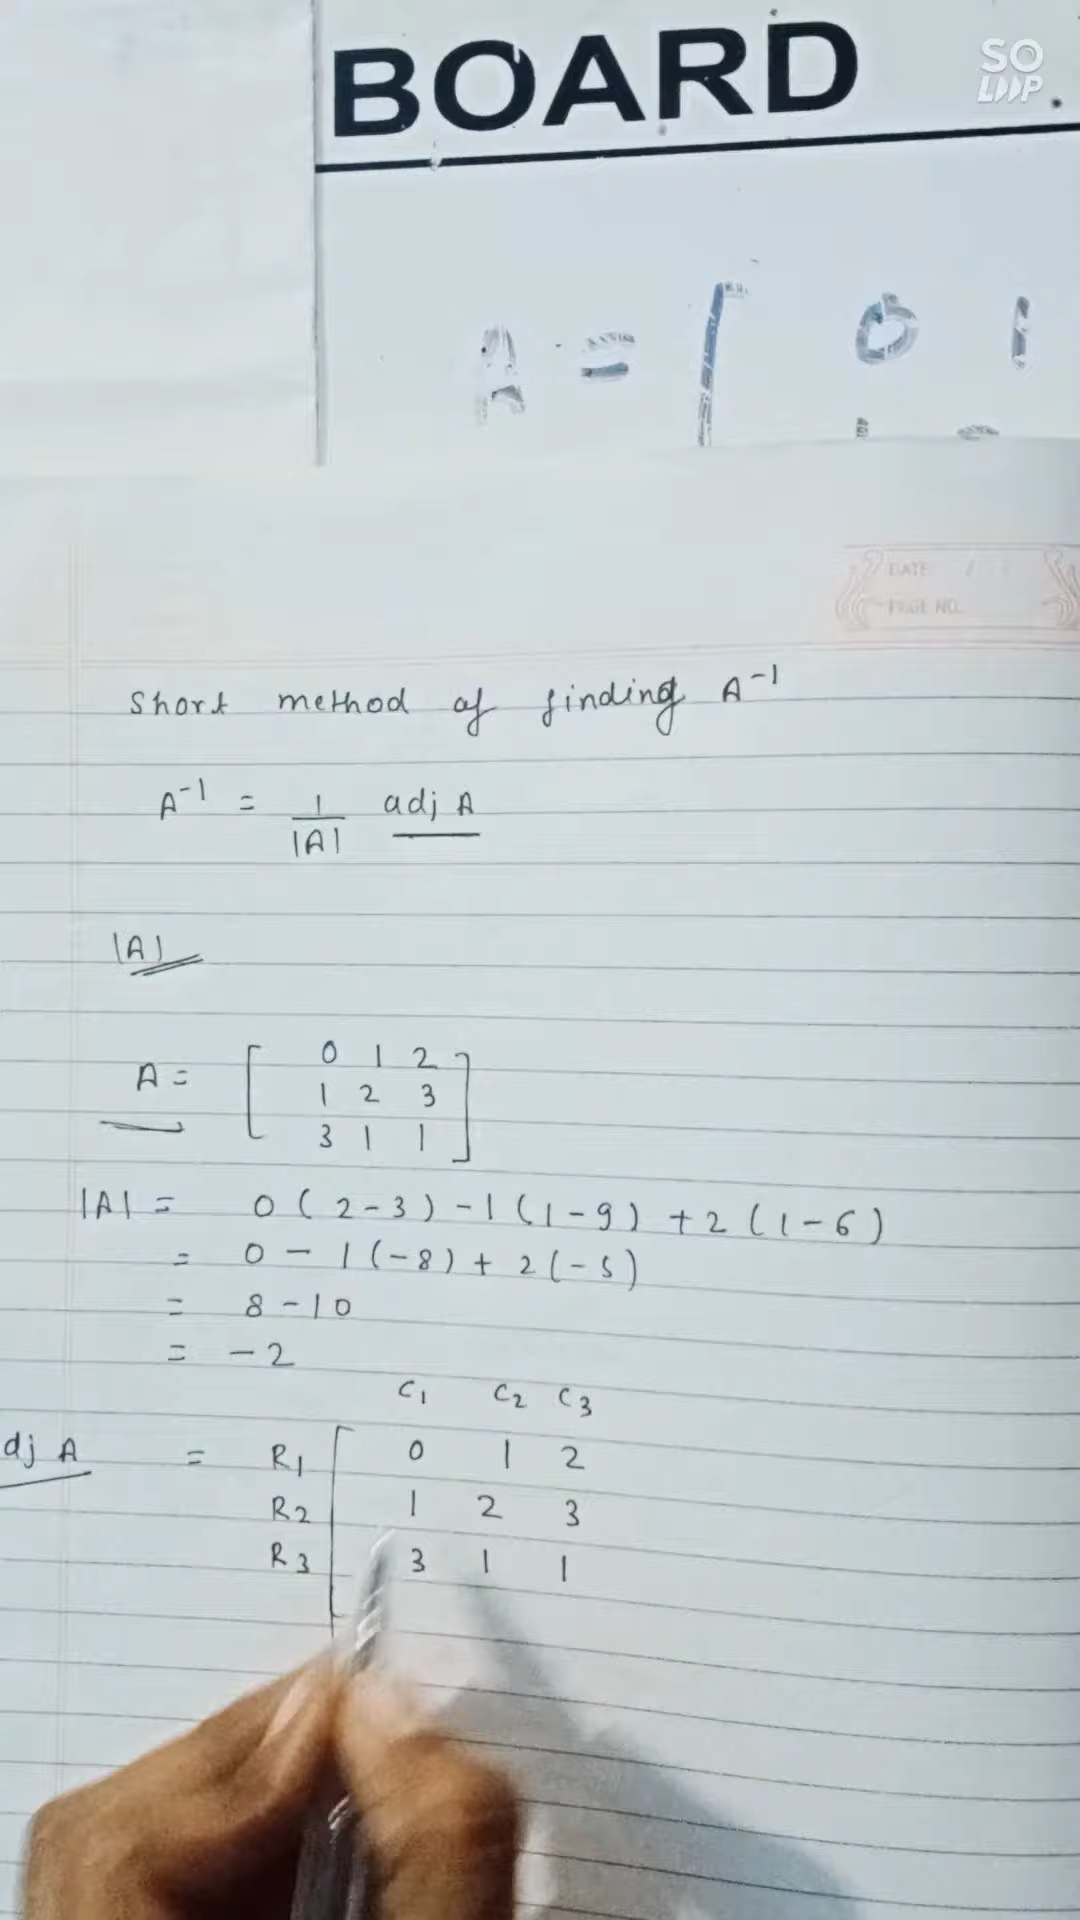 BOARD
SO
LOOP
A = [ 0 1
DATE / /
PAGE NO.
Short method of finding A⁻¹
A⁻¹ = 1/|A| adj A
|A|
A = [ 0 1 2
1 2 3
3 1 1 ]
|A| = 0 ( 2 - 3 ) - 1 ( 1 - 9 ) + 2 ( 1 - 6 )
= 0 - 1 ( - 8 ) + 2 ( - 5 )
= 8 - 10
= - 2
C₁ C₂ C₃
dj A = R₁ [ 0 1 2
R₂ 1 2 3
R₃ 3 1 1